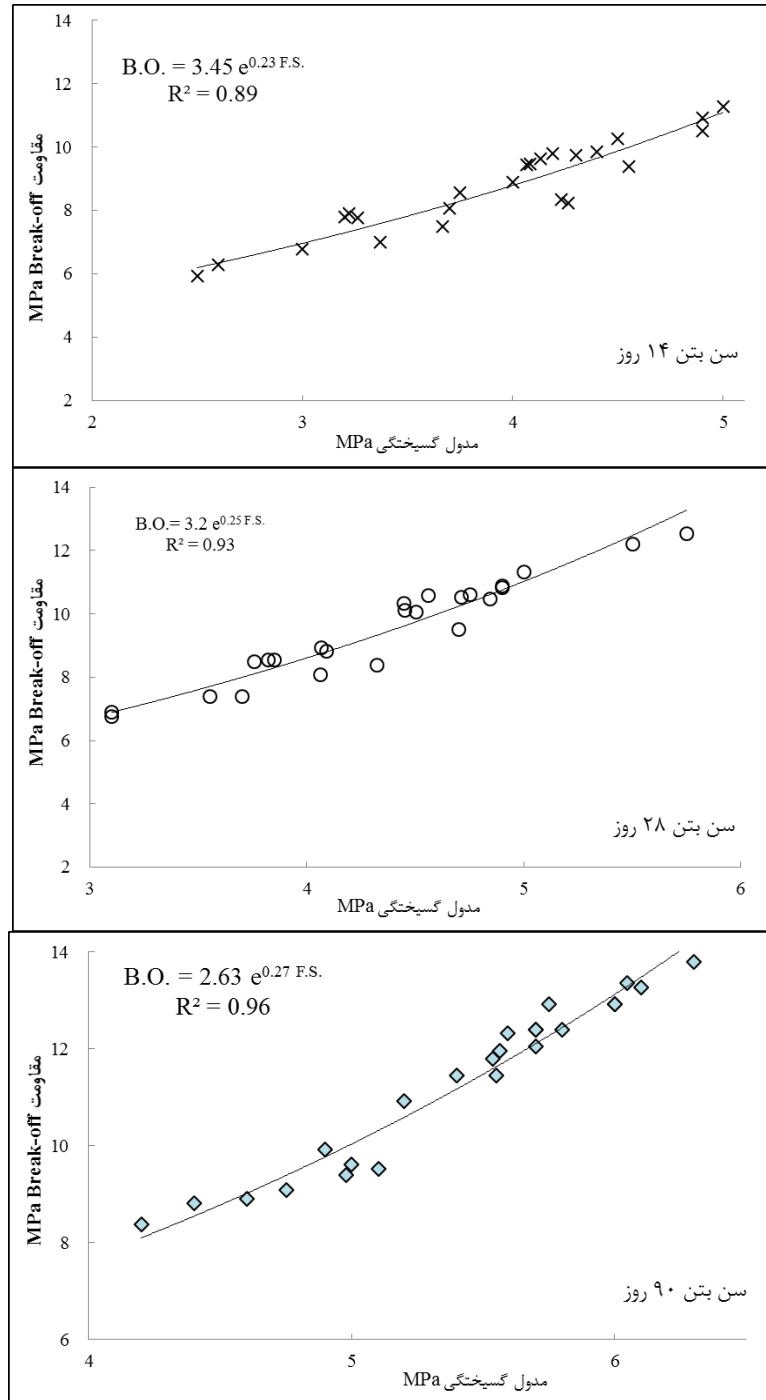 14
12
10
8
6
4
2
مقاومت Break-off MPa
B.O. = 3.45 e^0.23 F.S.
R² = 0.89
سن بتن ۱۴ روز
2 3 4 5
مدول گسیختگی MPa
14
12
10
8
6
4
2
مقاومت Break-off MPa
B.O.= 3.2 e^0.25 F.S.
R² = 0.93
سن بتن ۲۸ روز
3 4 5 6
مدول گسیختگی MPa
14
12
10
8
6
مقاومت Break-off MPa
B.O. = 2.63 e^0.27 F.S.
R² = 0.96
سن بتن ۹۰ روز
4 5 6
مدول گسیختگی MPa